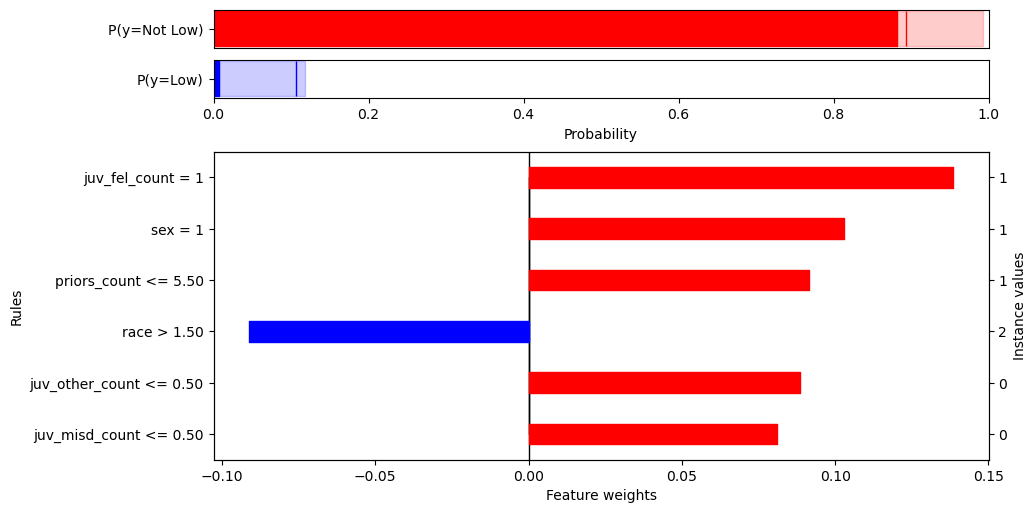 P(y=Not Low)
P(y=Low)
0.0 0.2 0.4 0.6 0.8 1.0
Probability
juv_fel_count = 1 1
sex = 1 1
priors_count <= 5.50 1
race > 1.50 2
juv_other_count <= 0.50 0
juv_misd_count <= 0.50 0
Rules
Instance values
−0.10 −0.05 0.00 0.05 0.10 0.15
Feature weights